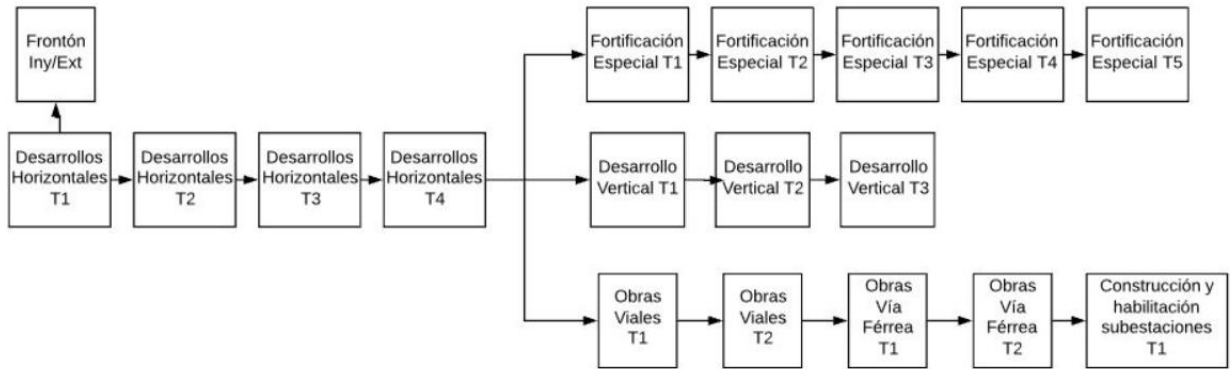 Frontón
Iny/Ext
Fortificación
Especial T1
Fortificación
Especial T2
Fortificación
Especial T3
Fortificación
Especial T4
Fortificación
Especial T5
Desarrollos
Horizontales
T1
Desarrollos
Horizontales
T2
Desarrollos
Horizontales
T3
Desarrollos
Horizontales
T4
Desarrollo
Vertical T1
Desarrollo
Vertical T2
Desarrollo
Vertical T3
Obras
Viales
T1
Obras
Viales
T2
Obras
Vía
Férrea
T1
Obras
Vía
Férrea
T2
Construcción y
habilitación
subestaciones
T1